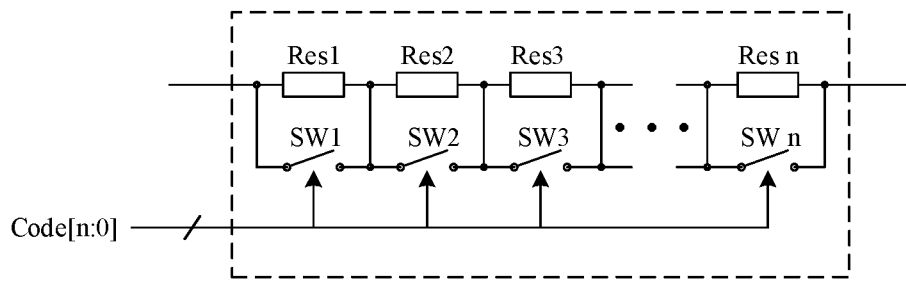 Res1 Res2 Res3 Res n
SW1 SW2 SW3 SW n
Code[n:0]